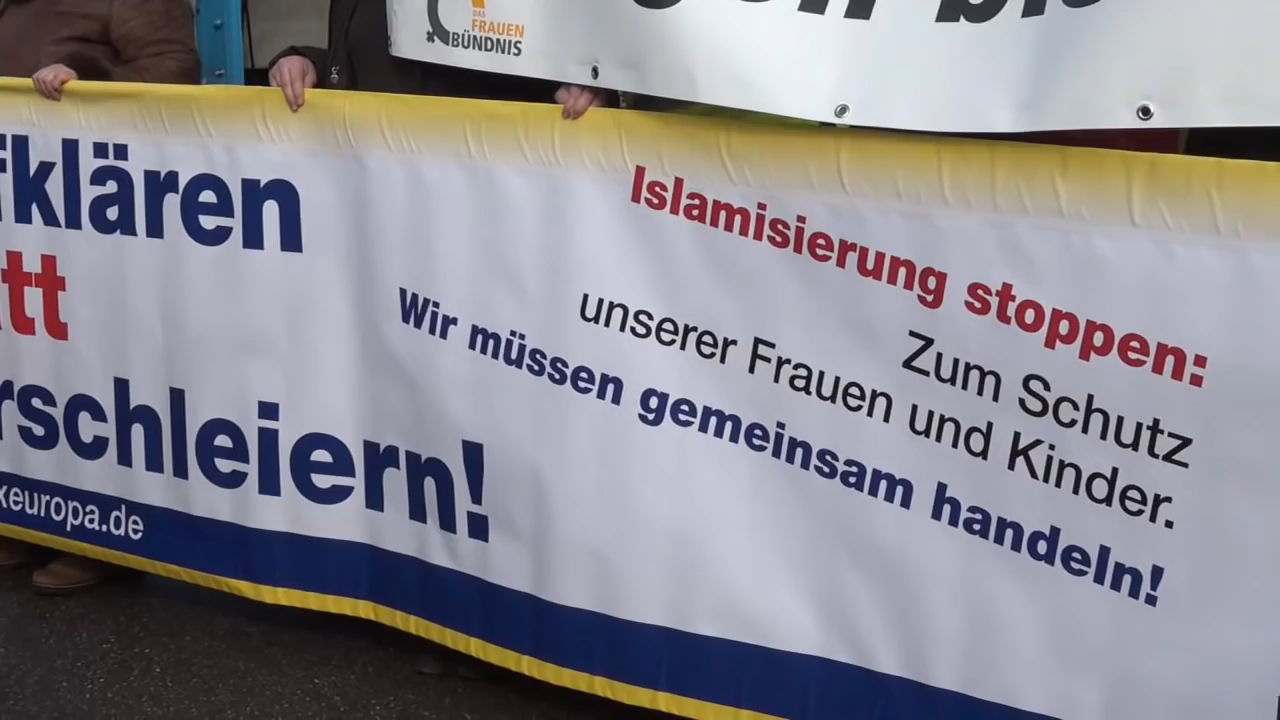 DAS
FRAUEN
BÜNDNIS
klären
tt
rschleiern!
xeuropa.de
Islamisierung stoppen:
Zum Schutz
unserer Frauen und Kinder.
Wir müssen gemeinsam handeln!